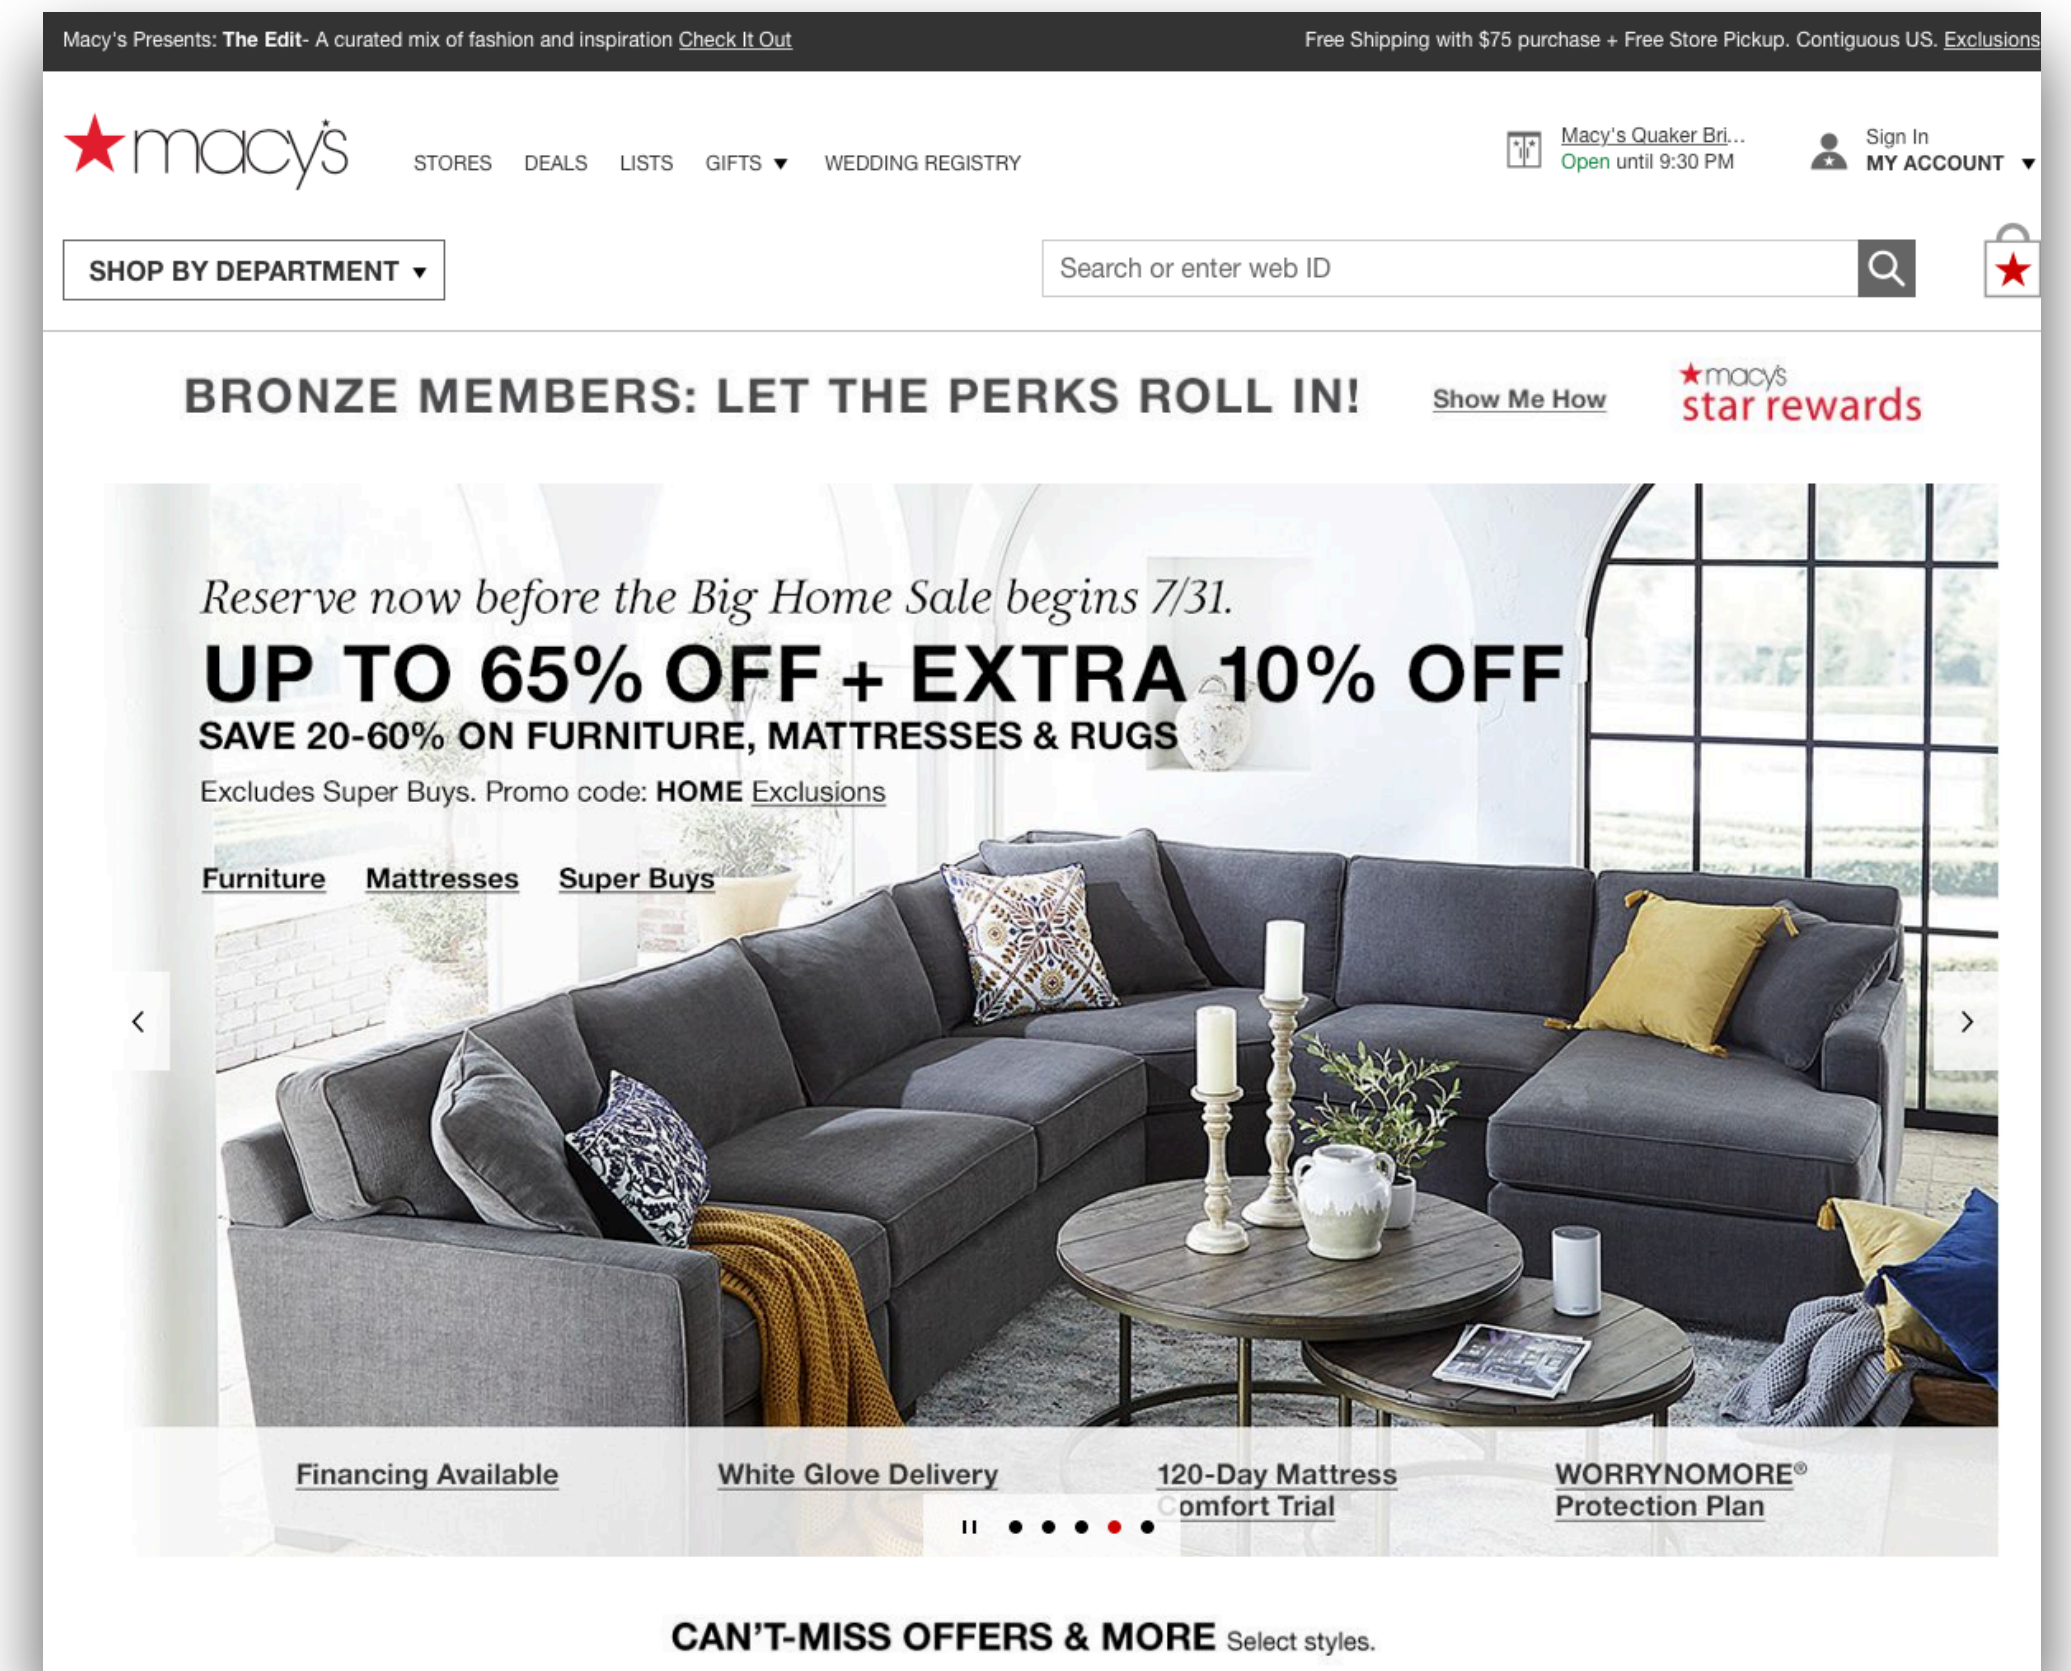 Macy's Presents: The Edit- A curated mix of fashion and inspiration Check It Out
Free Shipping with $75 purchase + Free Store Pickup. Contiguous US. Exclusions
macy's
STORES DEALS LISTS GIFTS ▼ WEDDING REGISTRY
Macy's Quaker Bri...
Open until 9:30 PM
Sign In
MY ACCOUNT ▼
SHOP BY DEPARTMENT ▼
Search or enter web ID
BRONZE MEMBERS: LET THE PERKS ROLL IN!
Show Me How
macy's
star rewards
Reserve now before the Big Home Sale begins 7/31.
UP TO 65% OFF + EXTRA 10% OFF
SAVE 20-60% ON FURNITURE, MATTRESSES & RUGS
Excludes Super Buys. Promo code: HOME Exclusions
Furniture Mattresses Super Buys
Financing Available
White Glove Delivery
120-Day Mattress
Comfort Trial
WORRYNOMORE®
Protection Plan
CAN'T-MISS OFFERS & MORE Select styles.